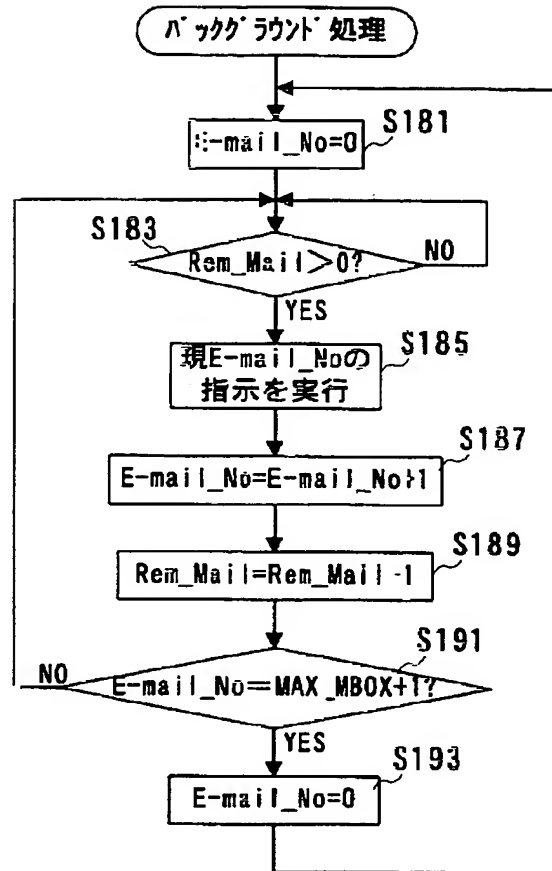 バックグラウンド処理
S181
E-mail_No=0
S183
Rem_Mail>0?
NO
YES
S185
現E-mail_Noの
指示を実行
S187
E-mail_No=E-mail_No+1
S189
Rem_Mail=Rem_Mail-1
S191
NO
E-mail_No=MAX_MBOX+1?
YES
S193
E-mail_No=0